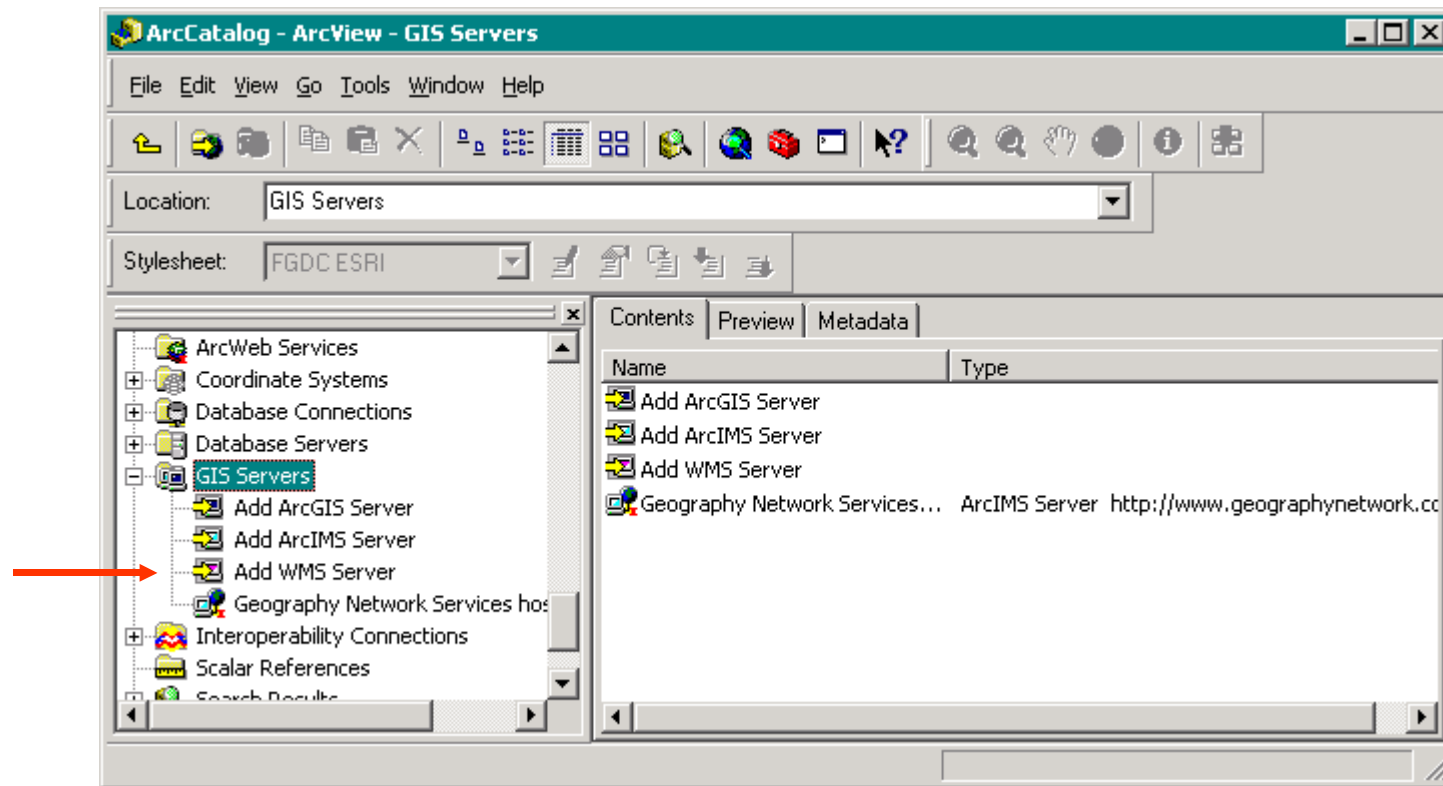 ArcCatalog - ArcView - GIS Servers
File Edit View Go Tools Window Help
Location: GIS Servers
Stylesheet: FGDC ESRI
ArcWeb Services
Coordinate Systems
Database Connections
Database Servers
GIS Servers
Add ArcGIS Server
Add ArcIMS Server
Add WMS Server
Geography Network Services hos
Interoperability Connections
Scalar References
Search Results
Contents Preview Metadata
Name Type
Add ArcGIS Server
Add ArcIMS Server
Add WMS Server
Geography Network Services... ArcIMS Server http://www.geographynetwork.co